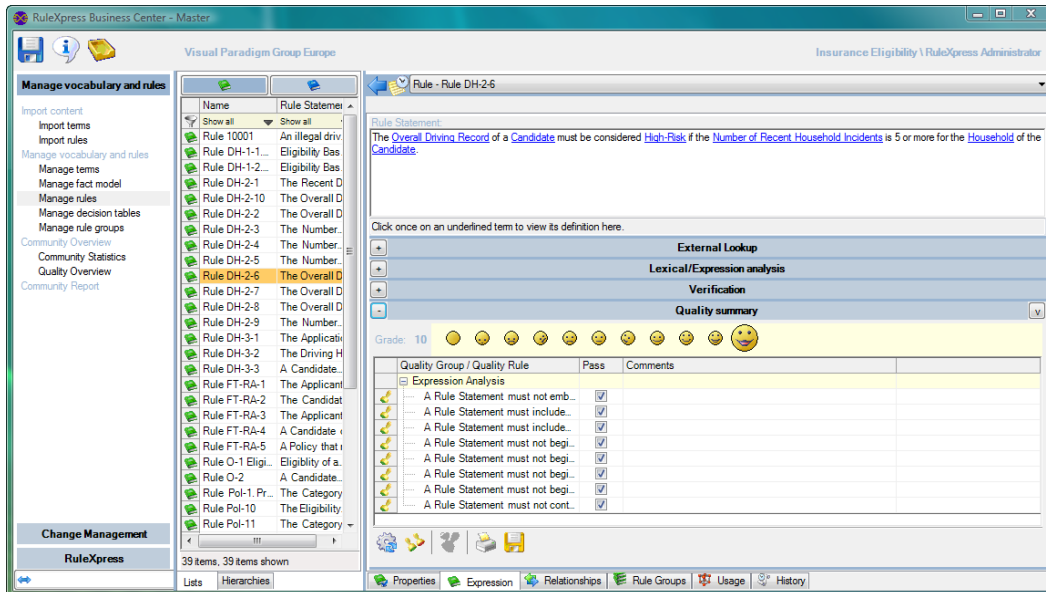 RuleXpress Business Center - Master
Visual Paradigm Group Europe
Insurance Eligibility \ RuleXpress Administrator
Manage vocabulary and rules
Import content
Import terms
Import rules
Manage vocabulary and rules
Manage terms
Manage fact model
Manage rules
Manage decision tables
Manage rule groups
Community Overview
Community Statistics
Quality Overview
Community Report
Change Management
RuleXpress
Name Rule Statemen
Show all Show all
Rule 10001 An illegal driv
Rule DH-1-1... Eligibility Bas
Rule DH-1-2... Eligibility Bas
Rule DH-2-1 The Recent D
Rule DH-2-10 The Overall D
Rule DH-2-2 The Overall D
Rule DH-2-3 The Number...
Rule DH-2-4 The Number...
Rule DH-2-5 The Number...
Rule DH-2-6 The Overall D
Rule DH-2-7 The Overall D
Rule DH-2-8 The Overall D
Rule DH-2-9 The Number...
Rule DH-3-1 The Applicatio
Rule DH-3-2 The Driving H
Rule DH-3-3 A Candidate...
Rule FT-RA-1 The Applicant
Rule FT-RA-2 The Candidat
Rule FT-RA-3 The Applicant
Rule FT-RA-4 A Candidate
Rule FT-RA-5 A Policy that
Rule O-1 Eligi... Eligiblity of a...
Rule O-2 A Candidate...
Rule Pol-1. Pr... The Category
Rule Pol-10 The Eligibility
Rule Pol-11 The Category
39 items, 39 items shown
Lists Hierarchies
Rule - Rule DH-2-6
Rule Statement:
The Overall Driving Record of a Candidate must be considered High-Risk if the Number of Recent Household Incidents is 5 or more for the Household of the
Candidate.
Click once on an underlined term to view its definition here.
+ External Lookup
+ Lexical/Expression analysis
+ Verification
- Quality summary v
Grade: 10
Quality Group / Quality Rule Pass Comments
Expression Analysis
A Rule Statement must not emb...
A Rule Statement must include...
A Rule Statement must include...
A Rule Statement must not begi...
A Rule Statement must not begi...
A Rule Statement must not begi...
A Rule Statement must not begi...
A Rule Statement must not cont...
Properties Expression Relationships Rule Groups Usage History